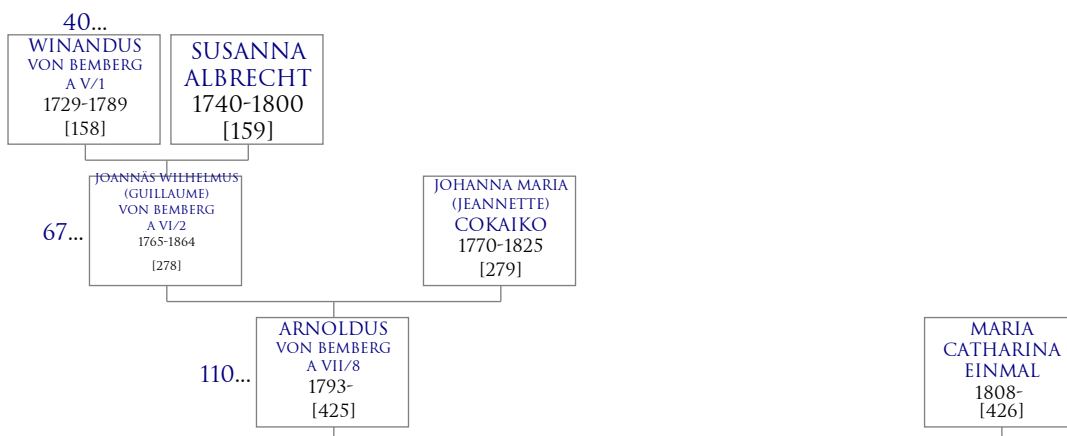 40...
WINANDUS
VON BEMBERG
A V/1
1729-1789
[158]
SUSANNA
ALBRECHT
1740-1800
[159]
67...
JOANNÄS WILHELMUS
(GUILLAUME)
VON BEMBERG
A VI/2
1765-1864
[278]
JOHANNA MARIA
(JEANNETTE)
COKAIKO
1770-1825
[279]
110...
ARNOLDUS
VON BEMBERG
A VII/8
1793-
[425]
MARIA
CATHARINA
EINMAL
1808-
[426]